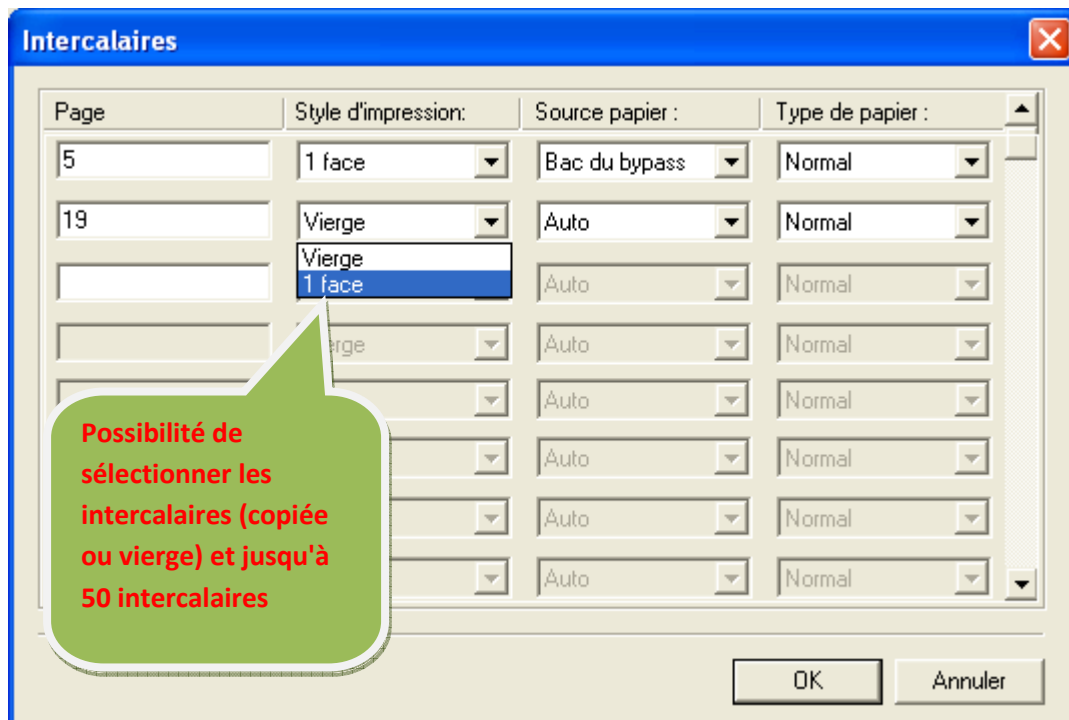 Intercalaires
Page Style d'impression: Source papier : Type de papier :
5 1 face Bac du bypass Normal
19 Vierge Auto Normal
Vierge
1 face Auto Normal
Auto Normal
Auto Normal
Auto Normal
Auto Normal
Auto Normal
Possibilité de
sélectionner les
intercalaires (copiée
ou vierge) et jusqu'à
50 intercalaires
OK Annuler